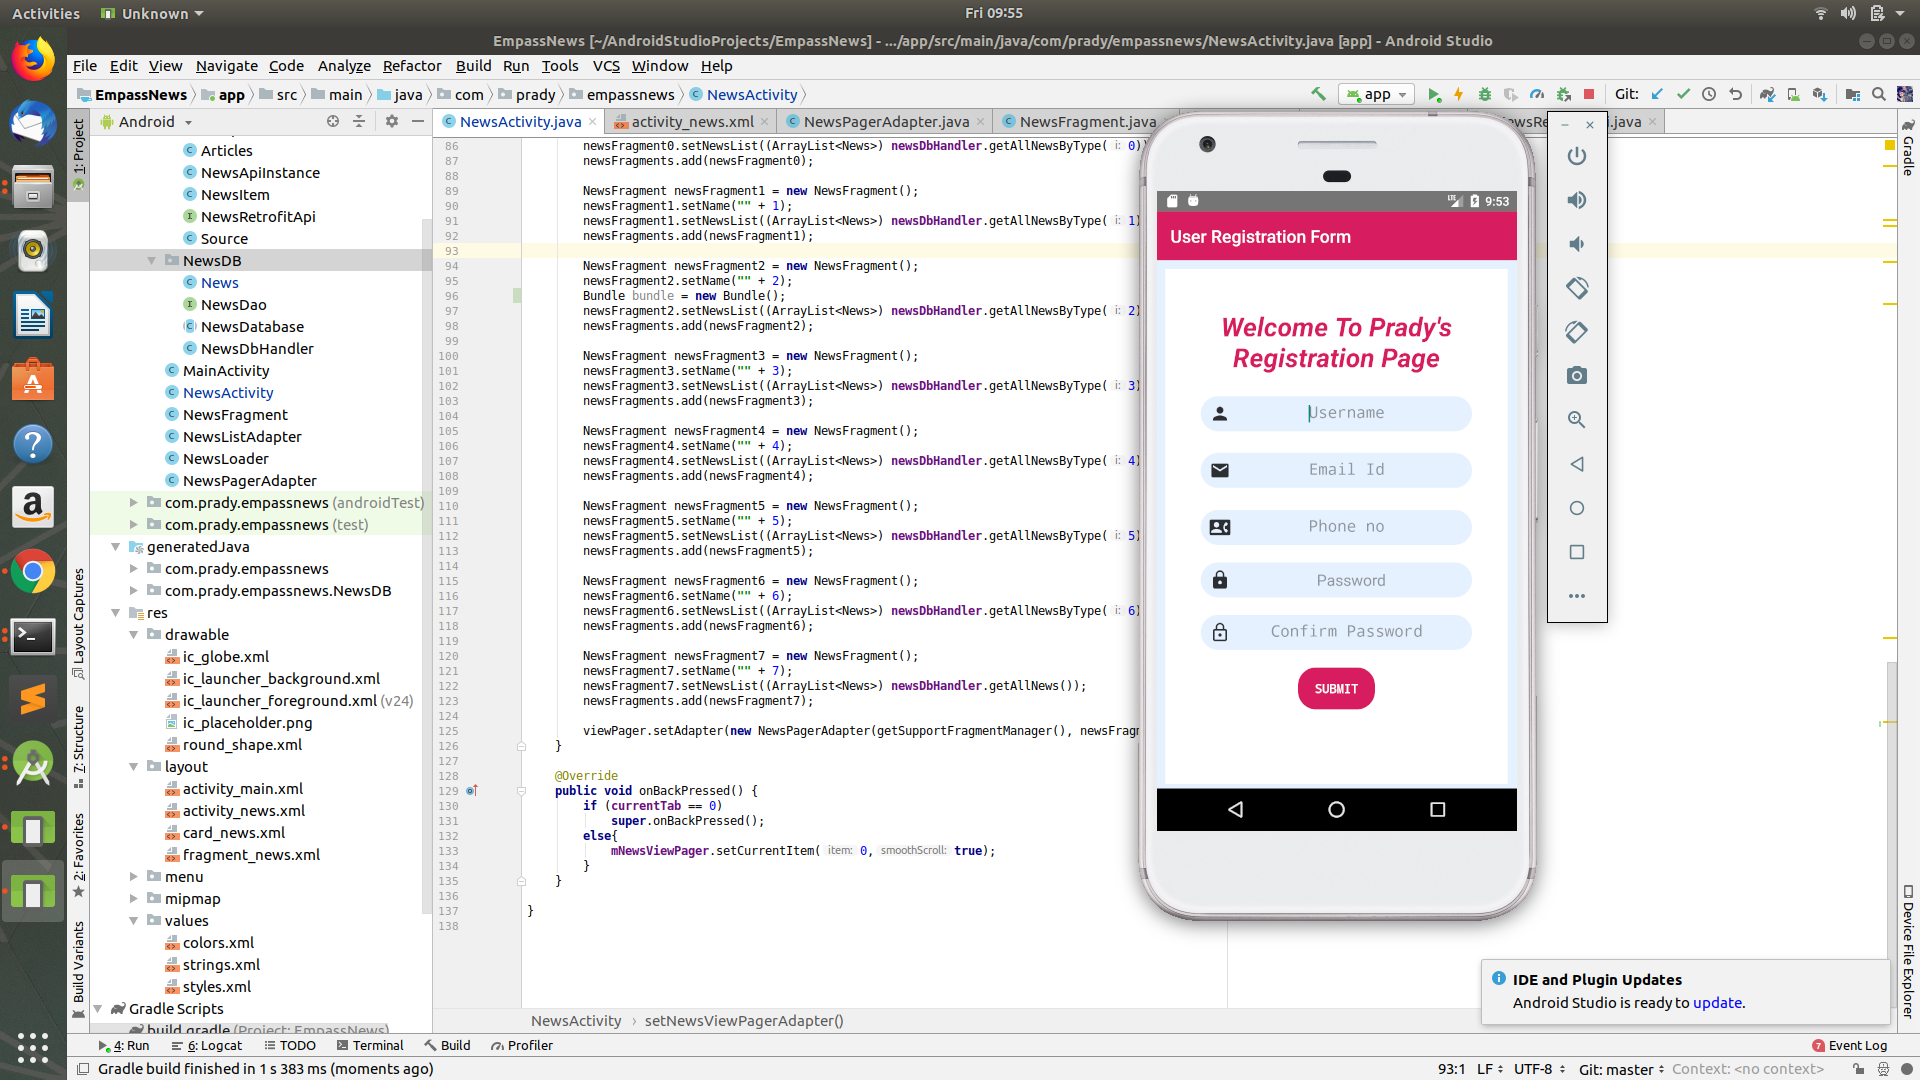 Activities
Unknown
Fri 09:55
EmpassNews [~/AndroidStudioProjects/EmpassNews] - .../app/src/main/java/com/prady/empassnews/NewsActivity.java [app] - Android Studio
File Edit View Navigate Code Analyze Refactor Build Run Tools VCS Window Help
EmpassNews app src main java com prady empassnews NewsActivity
app
Git:
Android
NewsActivity.java activity_news.xml NewsPagerAdapter.java NewsFragment.java
1: Project
Layout Captures
7: Structure
2: Favorites
Build Variants
Articles
NewsApiInstance
NewsItem
NewsRetrofitApi
Source
NewsDB
News
NewsDao
NewsDatabase
NewsDbHandler
MainActivity
NewsActivity
NewsFragment
NewsListAdapter
NewsLoader
NewsPagerAdapter
com.prady.empassnews (androidTest)
com.prady.empassnews (test)
generatedJava
com.prady.empassnews
com.prady.empassnews.NewsDB
res
drawable
ic_globe.xml
ic_launcher_background.xml
ic_launcher_foreground.xml (v24)
ic_placeholder.png
round_shape.xml
layout
activity_main.xml
activity_news.xml
card_news.xml
fragment_news.xml
menu
mipmap
values
colors.xml
strings.xml
styles.xml
Gradle Scripts
build.gradle (Project: EmpassNews)
86 newsFragment0.setNewsList((ArrayList<News>) newsDbHandler.getAllNewsByType( i: 0))
87 newsFragments.add(newsFragment0);
88
89 NewsFragment newsFragment1 = new NewsFragment();
90 newsFragment1.setName("" + 1);
91 newsFragment1.setNewsList((ArrayList<News>) newsDbHandler.getAllNewsByType( i: 1)
92 newsFragments.add(newsFragment1);
93
94 NewsFragment newsFragment2 = new NewsFragment();
95 newsFragment2.setName("" + 2);
96 Bundle bundle = new Bundle();
97 newsFragment2.setNewsList((ArrayList<News>) newsDbHandler.getAllNewsByType( i: 2)
98 newsFragments.add(newsFragment2);
99
100 NewsFragment newsFragment3 = new NewsFragment();
101 newsFragment3.setName("" + 3);
102 newsFragment3.setNewsList((ArrayList<News>) newsDbHandler.getAllNewsByType( i: 3)
103 newsFragments.add(newsFragment3);
104
105 NewsFragment newsFragment4 = new NewsFragment();
106 newsFragment4.setName("" + 4);
107 newsFragment4.setNewsList((ArrayList<News>) newsDbHandler.getAllNewsByType( i: 4)
108 newsFragments.add(newsFragment4);
109
110 NewsFragment newsFragment5 = new NewsFragment();
111 newsFragment5.setName("" + 5);
112 newsFragment5.setNewsList((ArrayList<News>) newsDbHandler.getAllNewsByType( i: 5)
113 newsFragments.add(newsFragment5);
114
115 NewsFragment newsFragment6 = new NewsFragment();
116 newsFragment6.setName("" + 6);
117 newsFragment6.setNewsList((ArrayList<News>) newsDbHandler.getAllNewsByType( i: 6)
118 newsFragments.add(newsFragment6);
119
120 NewsFragment newsFragment7 = new NewsFragment();
121 newsFragment7.setName("" + 7);
122 newsFragment7.setNewsList((ArrayList<News>) newsDbHandler.getAllNews());
123 newsFragments.add(newsFragment7);
124
125 viewPager.setAdapter(new NewsPagerAdapter(getSupportFragmentManager(), newsFragm
126 }
127
128 @Override
129 public void onBackPressed() {
130 if (currentTab == 0)
131 super.onBackPressed();
132 else{
133 mNewsViewPager.setCurrentItem( item: 0, smoothScroll: true);
134 }
135 }
136
137 }
138
NewsActivity › setNewsViewPagerAdapter()
LTE 9:53
User Registration Form
Welcome To Prady's
Registration Page
Username
Email Id
Phone no
Password
Confirm Password
SUBMIT
Gradle
Device File Explorer
IDE and Plugin Updates
Android Studio is ready to update.
4: Run 6: Logcat TODO Terminal Build Profiler
7 Event Log
Gradle build finished in 1 s 383 ms (moments ago)
93:1 LF UTF-8 Git: master Context: <no context>